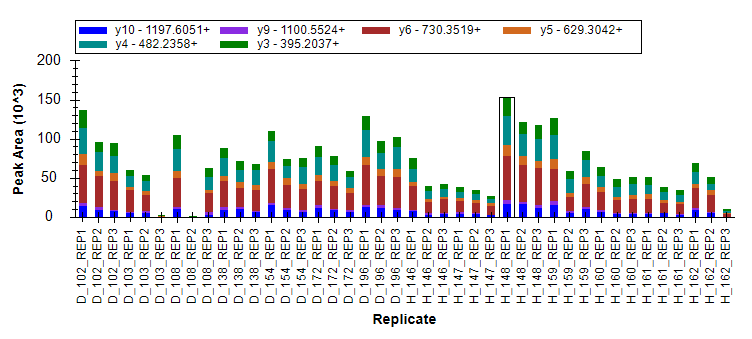 y10 - 1197.6051+ y9 - 1100.5524+ y6 - 730.3519+ y5 - 629.3042+
y4 - 482.2358+ y3 - 395.2037+
Peak Area (10^3)
200
150
100
50
0
D_102_REP1
D_102_REP2
D_102_REP3
D_103_REP1
D_103_REP2
D_103_REP3
D_108_REP1
D_108_REP2
D_108_REP3
D_138_REP1
D_138_REP2
D_138_REP3
D_154_REP1
D_154_REP2
D_154_REP3
D_172_REP1
D_172_REP2
D_172_REP3
D_196_REP1
D_196_REP2
D_196_REP3
H_146_REP1
H_146_REP2
H_146_REP3
H_147_REP1
H_147_REP2
H_147_REP3
H_148_REP1
H_148_REP2
H_148_REP3
H_159_REP1
H_159_REP2
H_159_REP3
H_160_REP1
H_160_REP2
H_160_REP3
H_161_REP1
H_161_REP2
H_161_REP3
H_162_REP1
H_162_REP2
H_162_REP3
Replicate